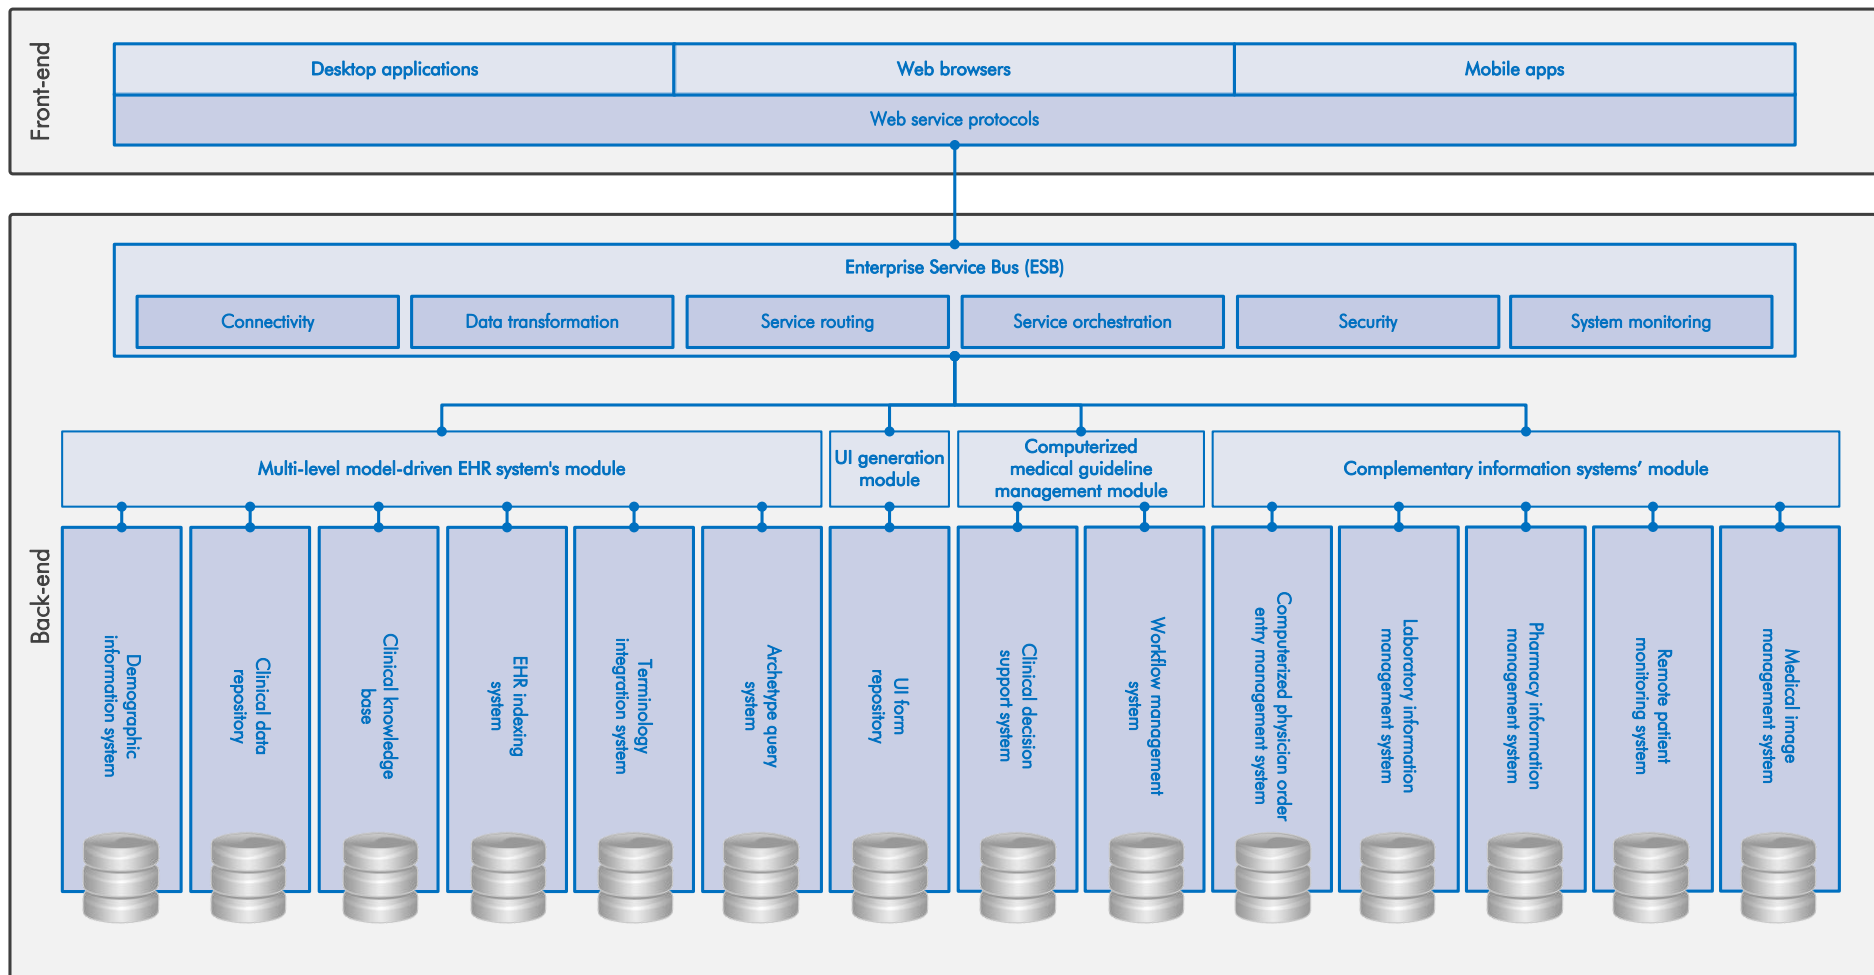 Front-end
Desktop applications
Web browsers
Mobile apps
Web service protocols
Back-end
Enterprise Service Bus (ESB)
Connectivity
Data transformation
Service routing
Service orchestration
Security
System monitoring
Multi-level model-driven EHR system's module
UI generation
module
Computerized
medical guideline
management module
Complementary information systems’ module
Demographic
information system
Clinical data
repository
Clinical knowledge
base
EHR indexing
system
Terminology
integration system
Archetype query
system
UI form
repository
Clinical decision
support system
Workflow management
system
Computerized physician order
entry management system
Laboratory information
management system
Pharmacy information
management system
Remote patient
monitoring system
Medical image
management system